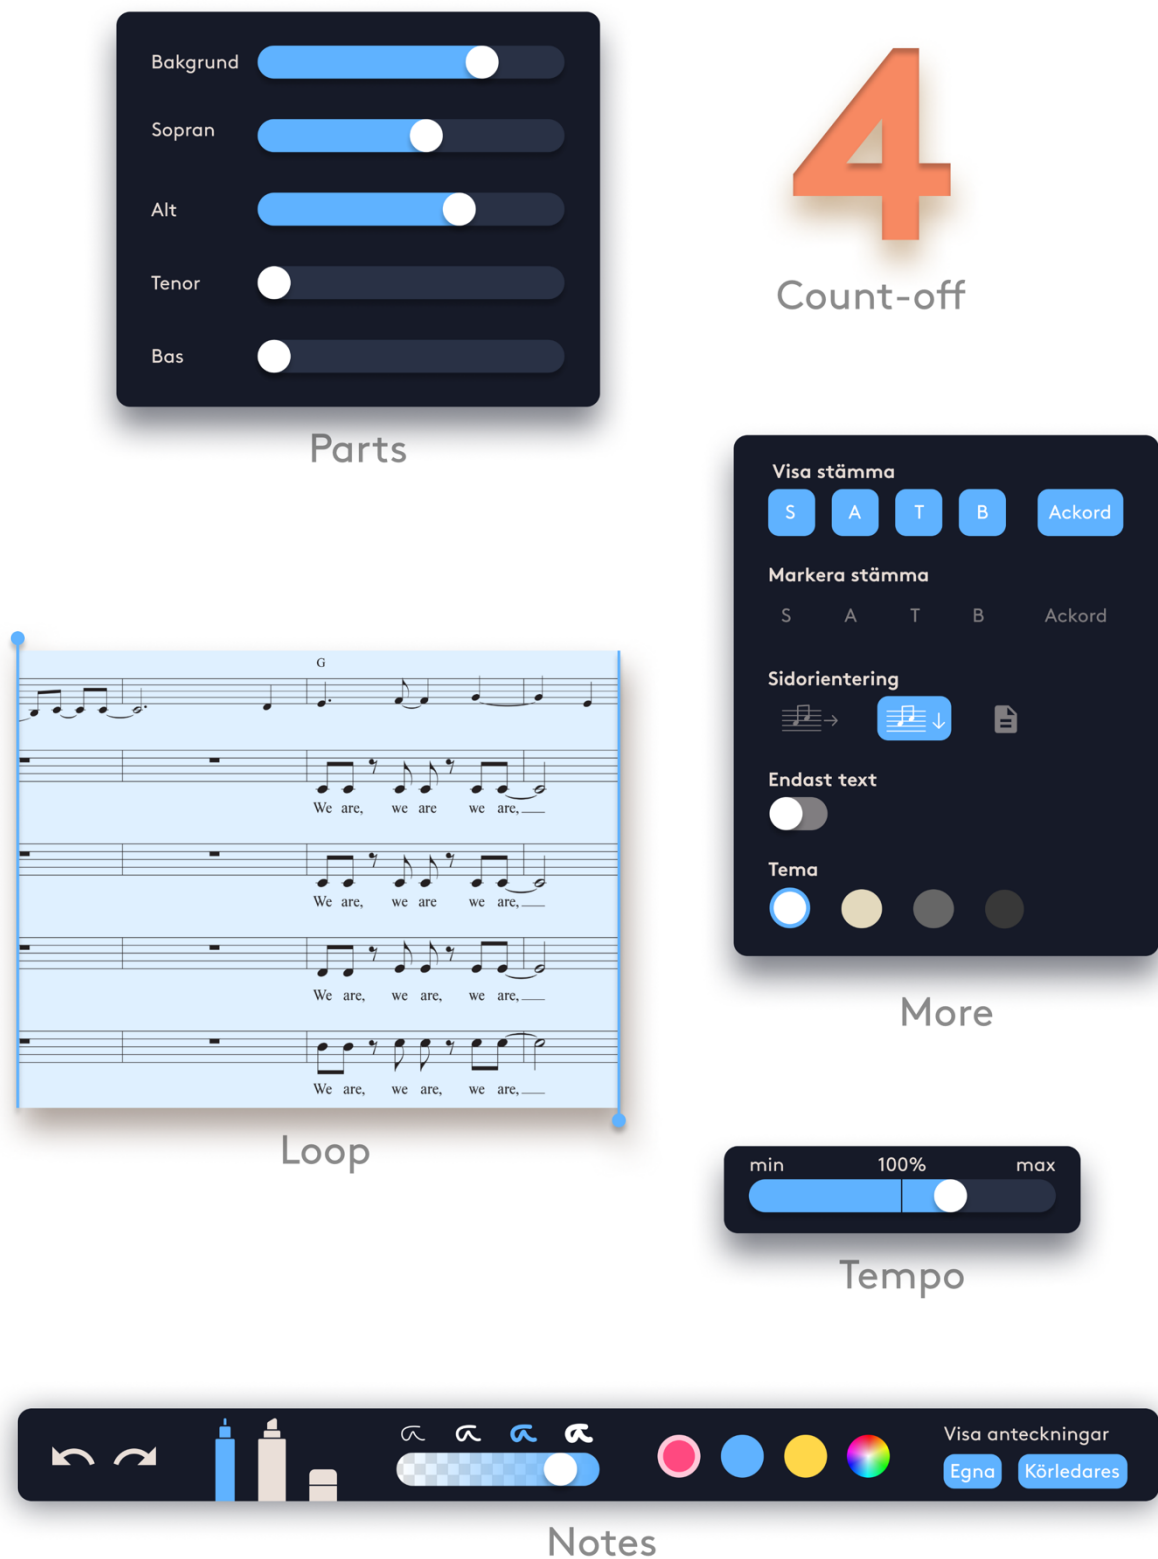 Bakgrund
Sopran
Alt
Tenor
Bas
Parts
4
Count-off
Visa stämma
S A T B Ackord
Markera stämma
S A T B Ackord
Sidorientering
Endast text
Tema
More
G
We are, we are we are,
We are, we are we are,
We are, we are, we are,
We are, we are, we are,
Loop
min 100% max
Tempo
Visa anteckningar
Egna Körledares
Notes